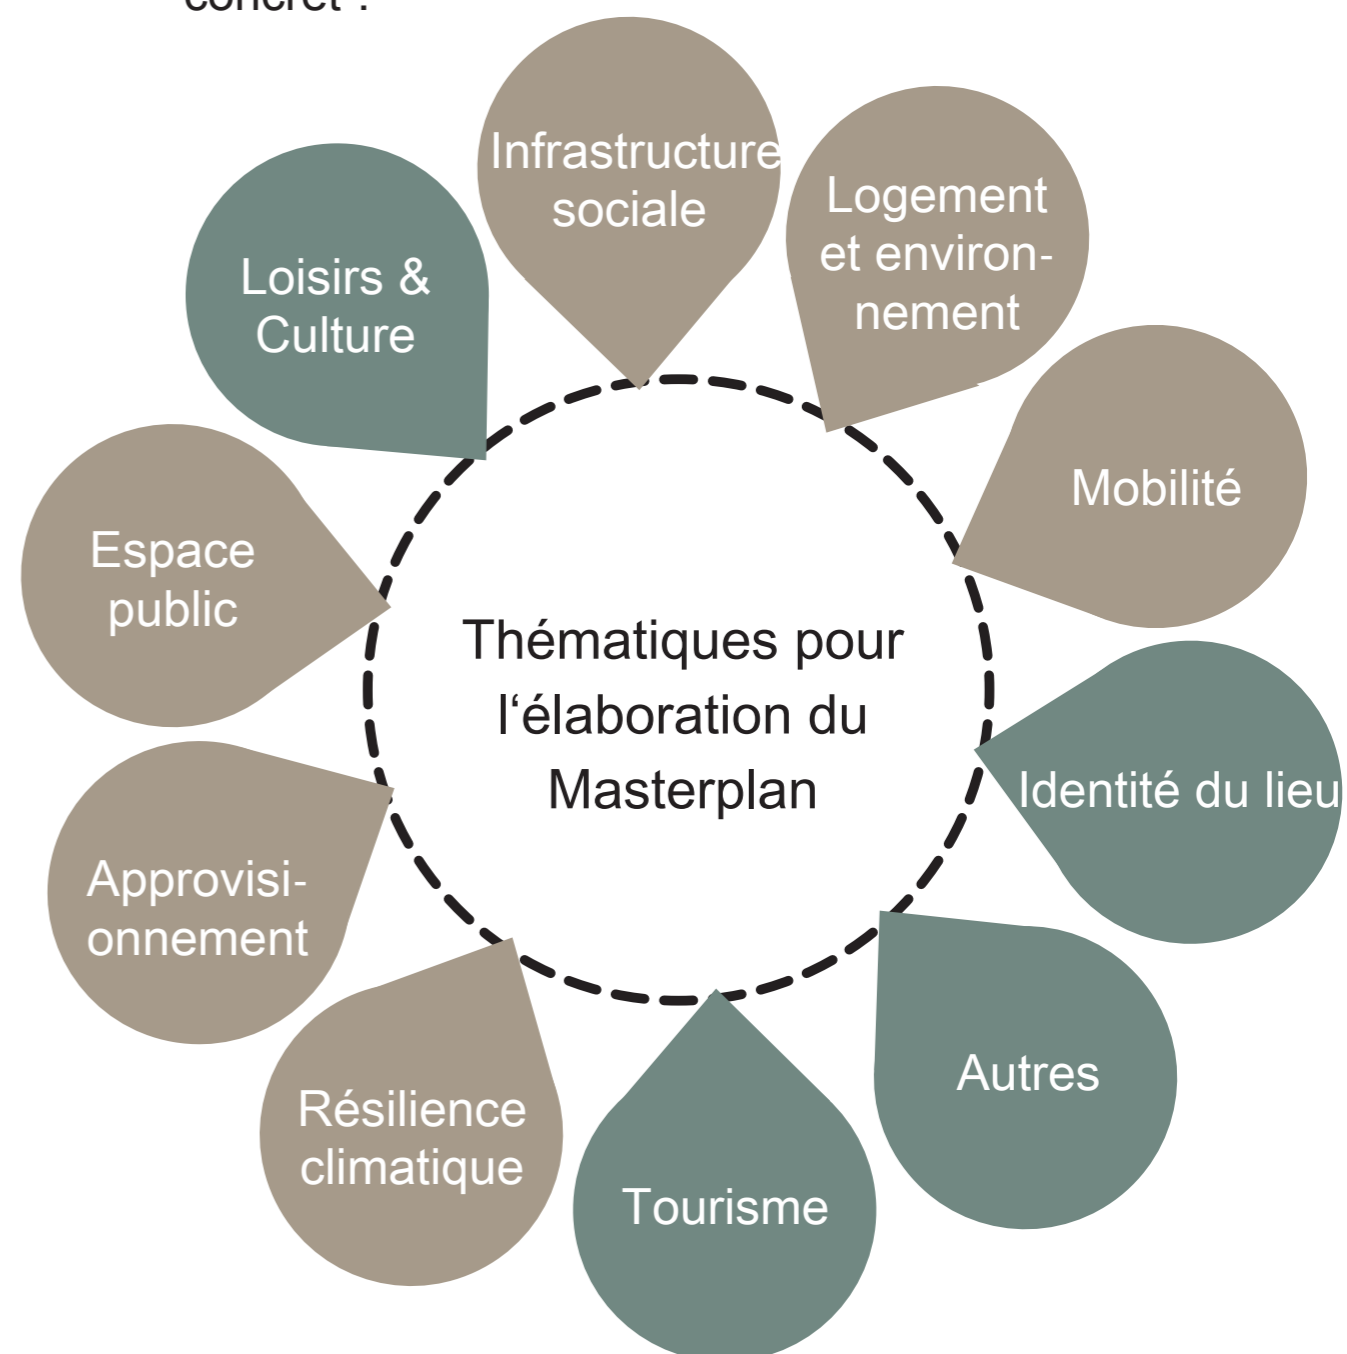 concret :
Infrastructure
sociale
Logement
et environ-
nement
Mobilité
Identité du lieu
Autres
Tourisme
Résilience
climatique
Approvisi-
onnement
Espace
public
Loisirs &
Culture
Thématiques pour
l‘élaboration du
Masterplan